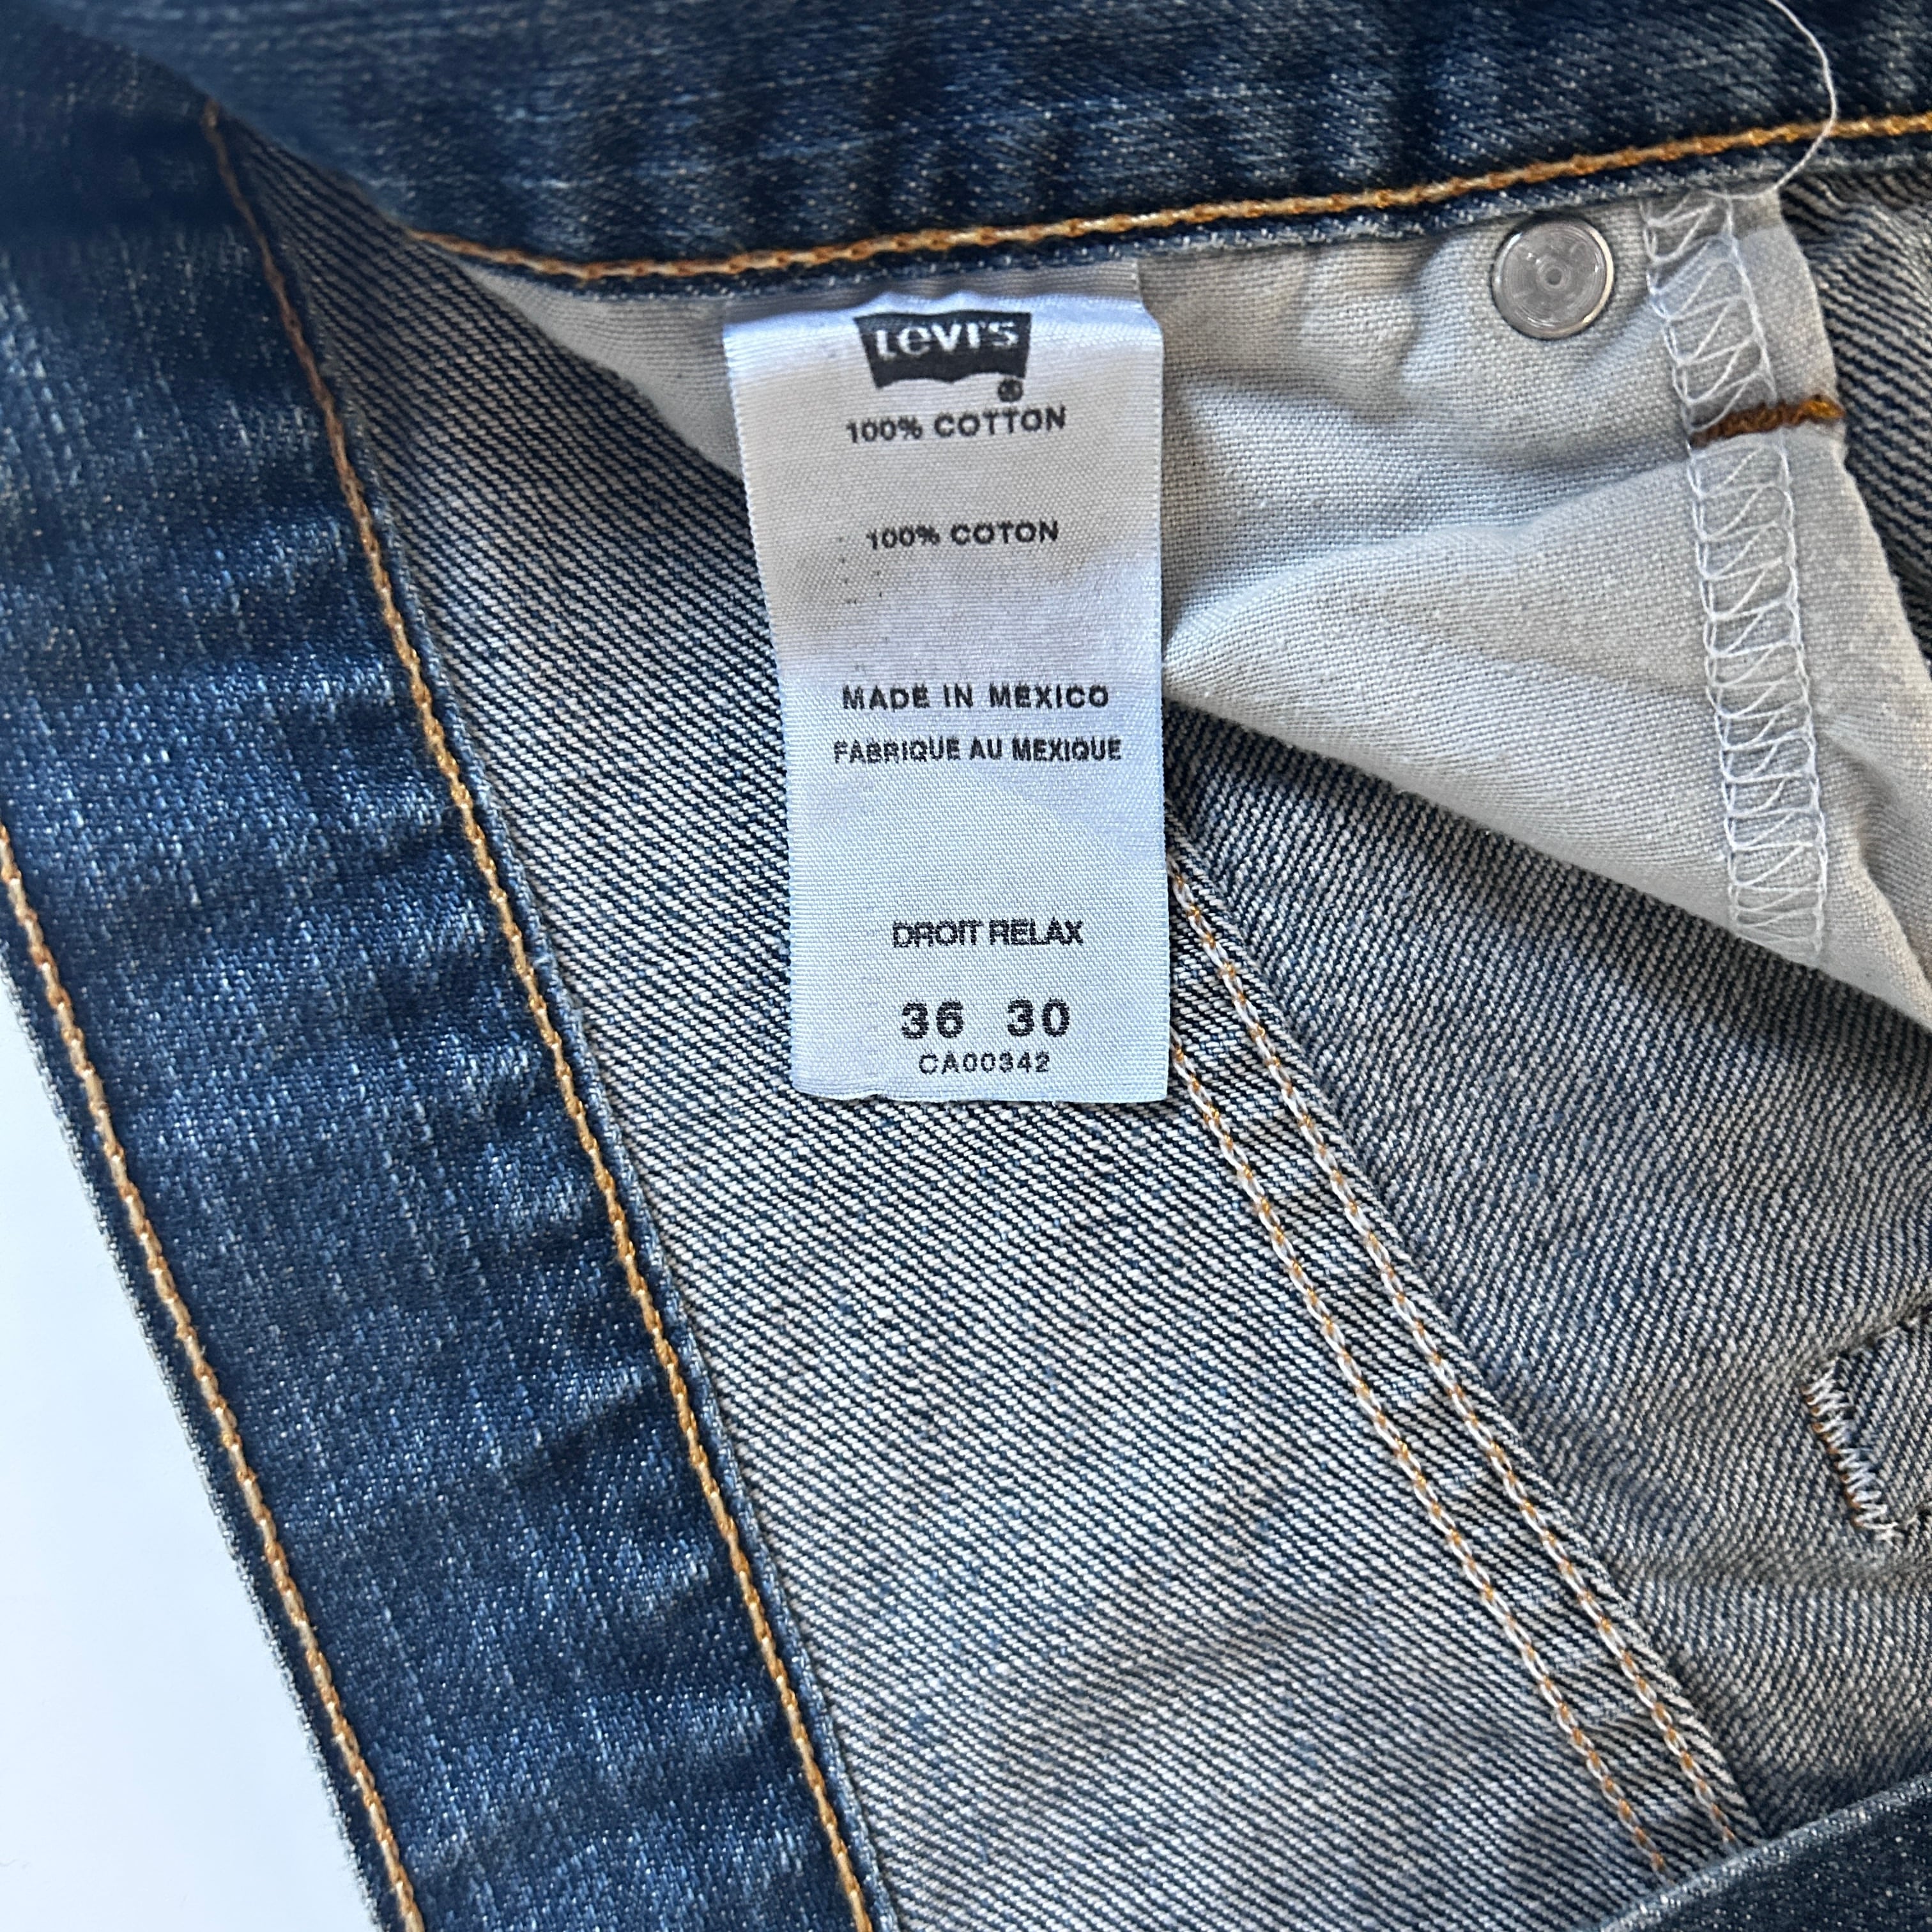 LEVI'S
100% COTTON
100% COTON
MADE IN MEXICO
FABRIQUE AU MEXIQUE
DROIT RELAX
36 30
CA00342